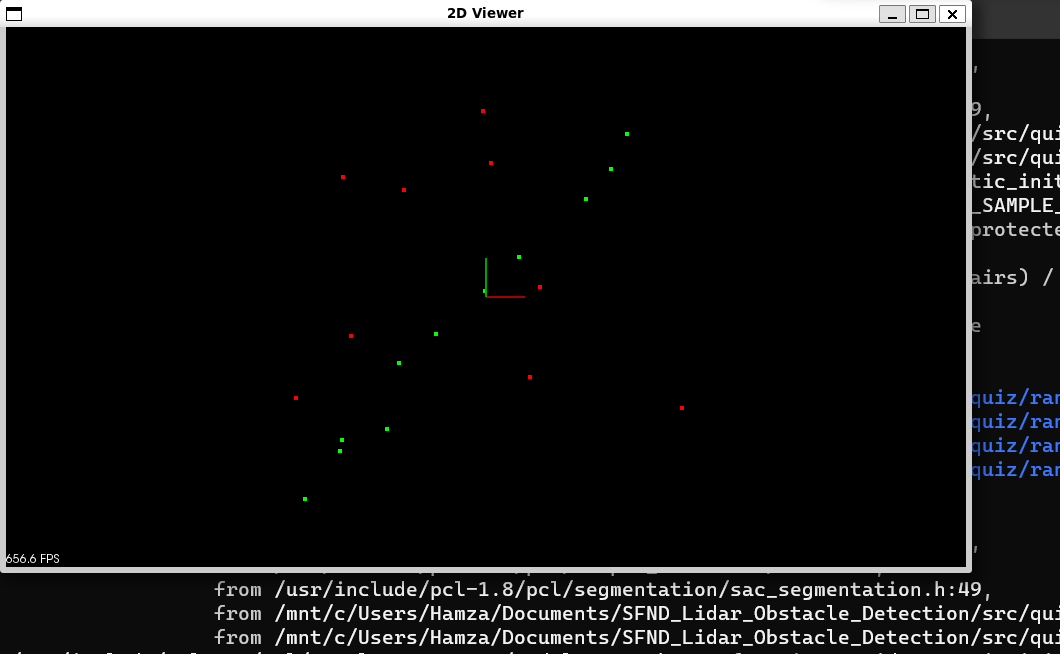 2D Viewer
9,
/src/qui
/src/qui
tic_init
_SAMPLE_
protecte
airs) /
e
quiz/ran
quiz/ran
quiz/ran
quiz/ran
656.6 FPS
from /usr/include/pcl-1.8/pcl/segmentation/sac_segmentation.h:49,
from /mnt/c/Users/Hamza/Documents/SFND_Lidar_Obstacle_Detection/src/qui
from /mnt/c/Users/Hamza/Documents/SFND_Lidar_Obstacle_Detection/src/qui